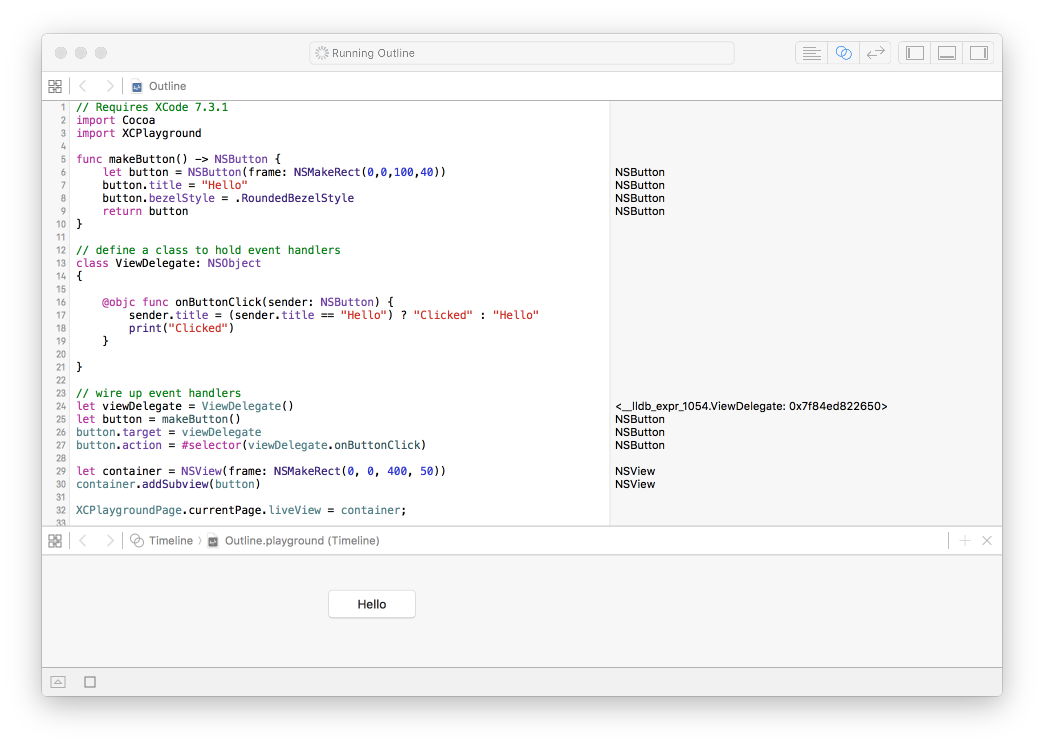 Running Outline
Outline
1 // Requires XCode 7.3.1
2 import Cocoa
3 import XCPlayground
4
5 func makeButton() -> NSButton {
6     let button = NSButton(frame: NSMakeRect(0,0,100,40)) NSButton
7     button.title = "Hello" NSButton
8     button.bezelStyle = .RoundedBezelStyle NSButton
9     return button NSButton
10 }
11
12 // define a class to hold event handlers
13 class ViewDelegate: NSObject
14 {
15
16     @objc func onButtonClick(sender: NSButton) {
17         sender.title = (sender.title == "Hello") ? "Clicked" : "Hello"
18         print("Clicked")
19     }
20
21 }
22
23 // wire up event handlers
24 let viewDelegate = ViewDelegate() <__lldb_expr_1054.ViewDelegate: 0x7f84ed822650>
25 let button = makeButton() NSButton
26 button.target = viewDelegate NSButton
27 button.action = #selector(viewDelegate.onButtonClick) NSButton
28
29 let container = NSView(frame: NSMakeRect(0, 0, 400, 50)) NSView
30 container.addSubview(button) NSView
31
32 XCPlaygroundPage.currentPage.liveView = container;
33
Timeline 〉 Outline.playground (Timeline)
Hello